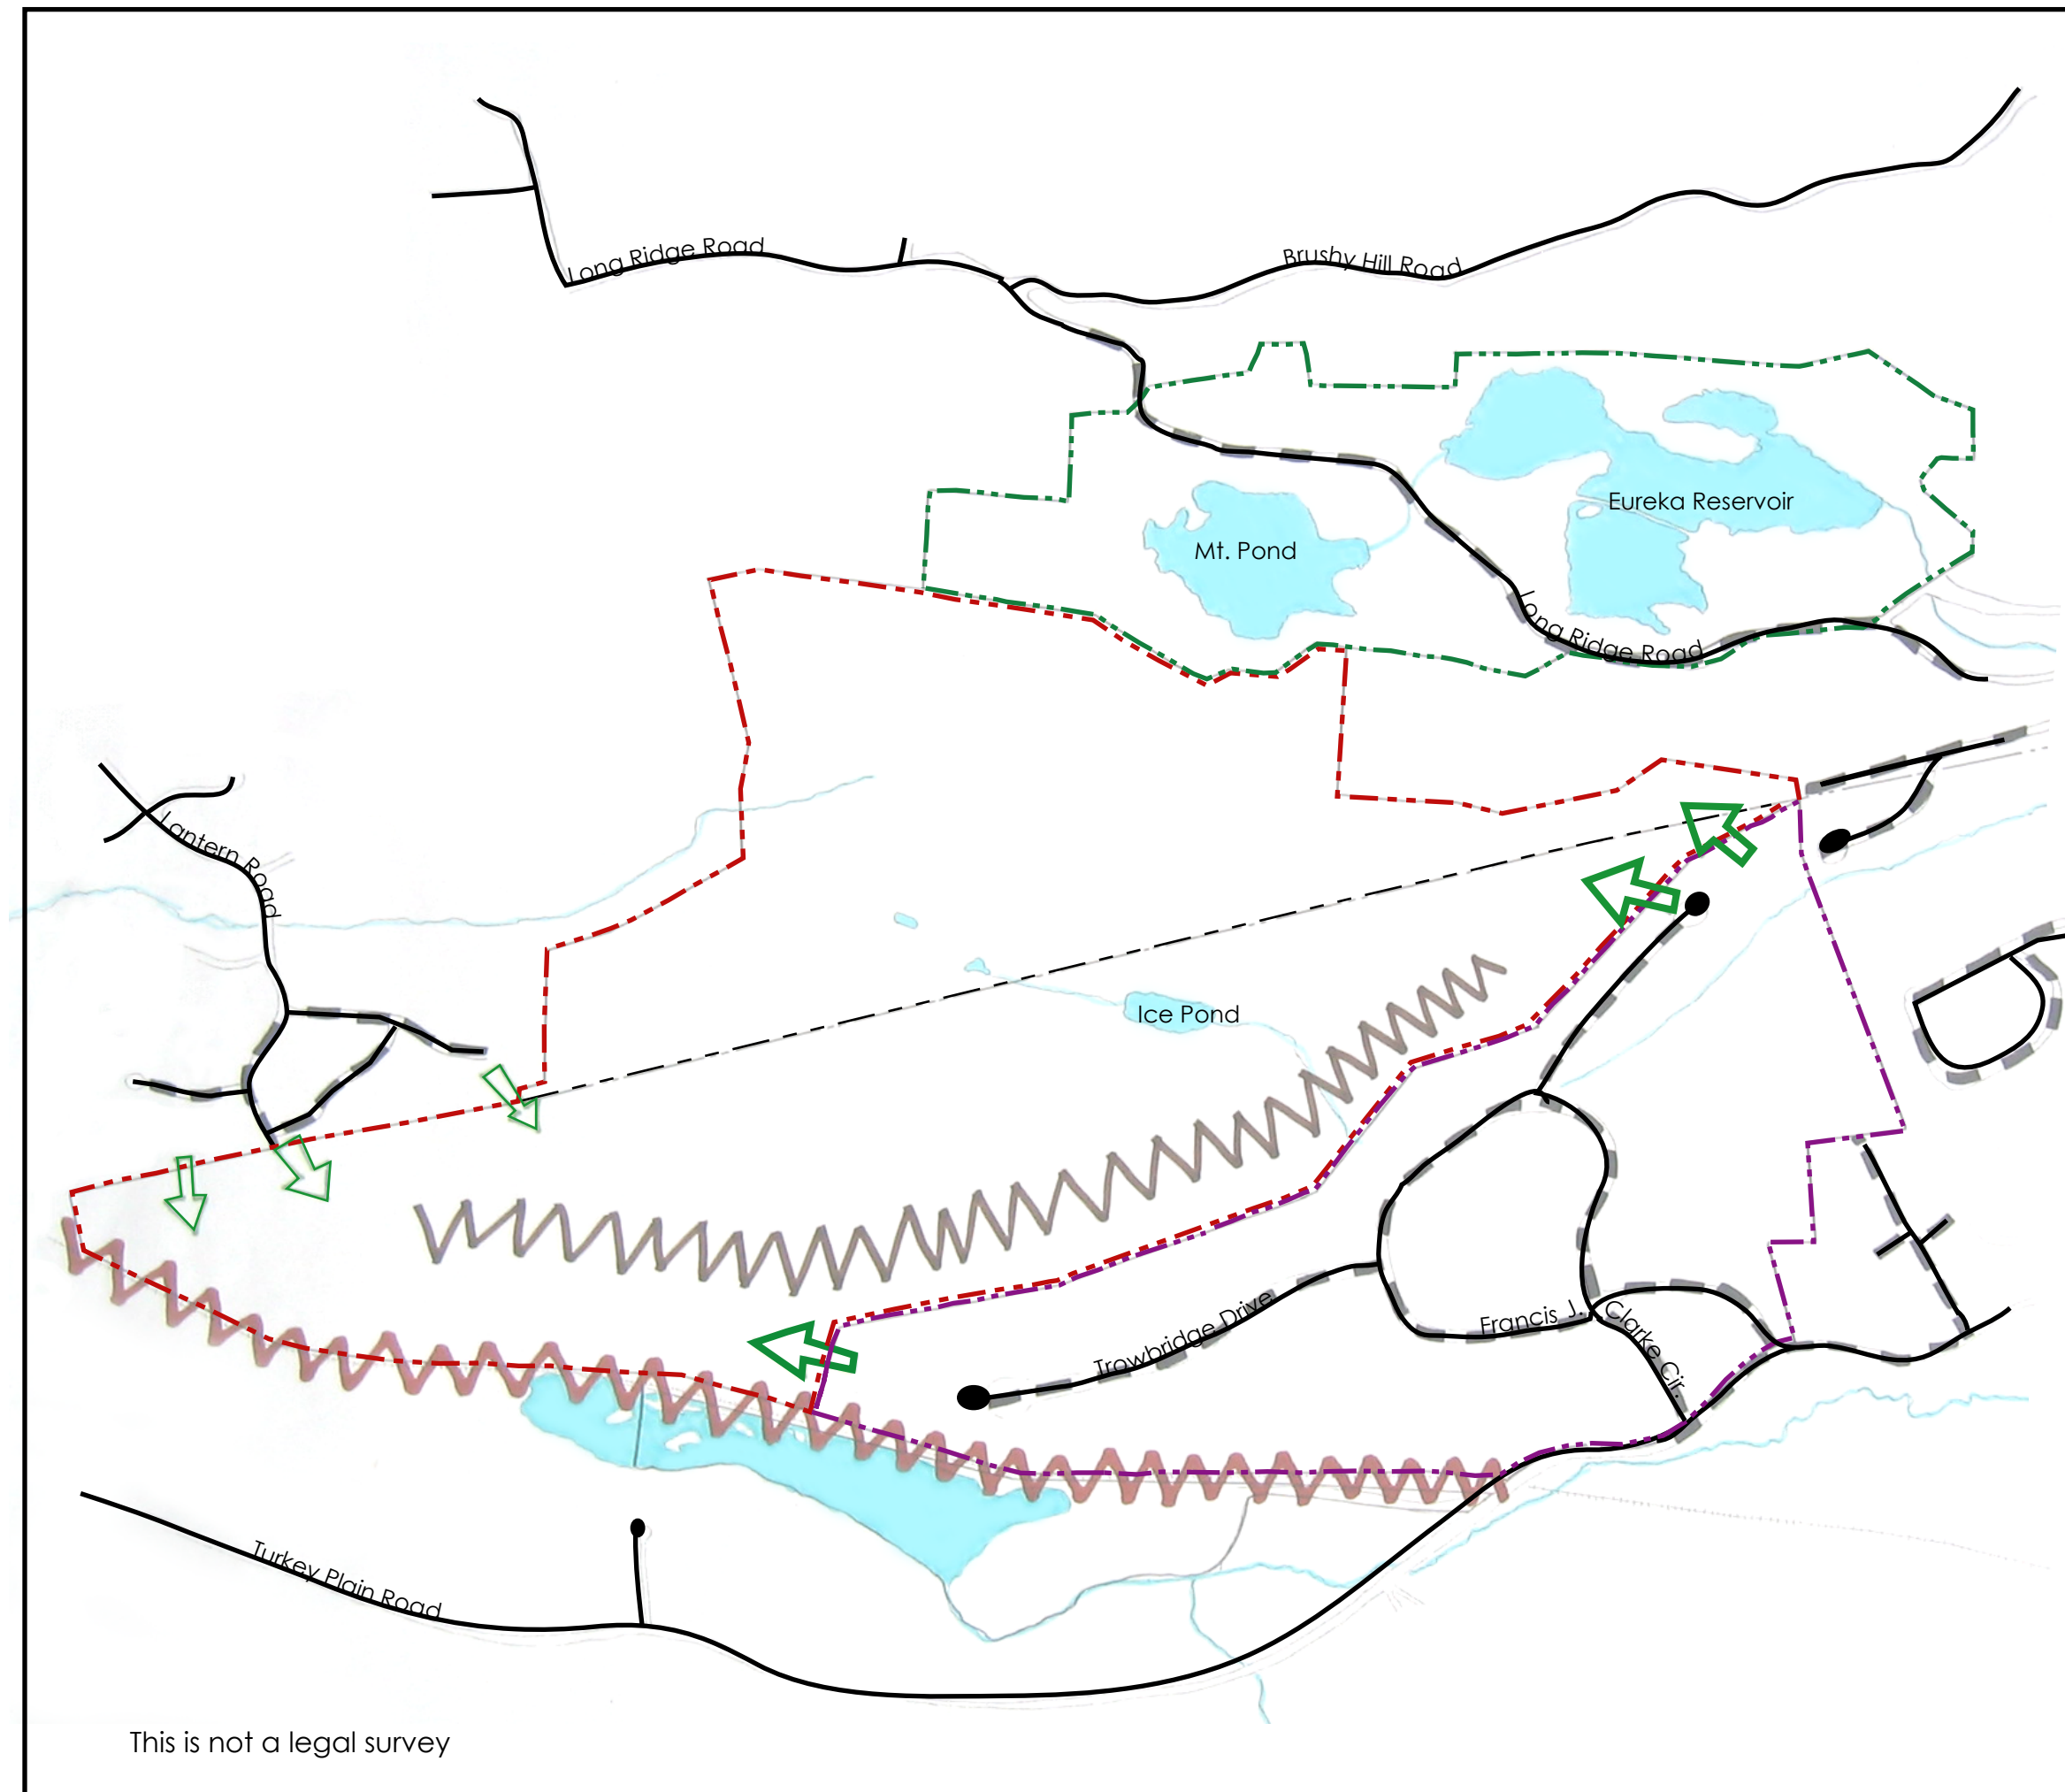 Long Ridge Road
Brushy Hill Road
Eureka Reservoir
Mt. Pond
Long Ridge Road
Lantern Road
Ice Pond
Trowbridge Drive
Francis J. Clarke Cir.
Turkey Plain Road
This is not a legal survey